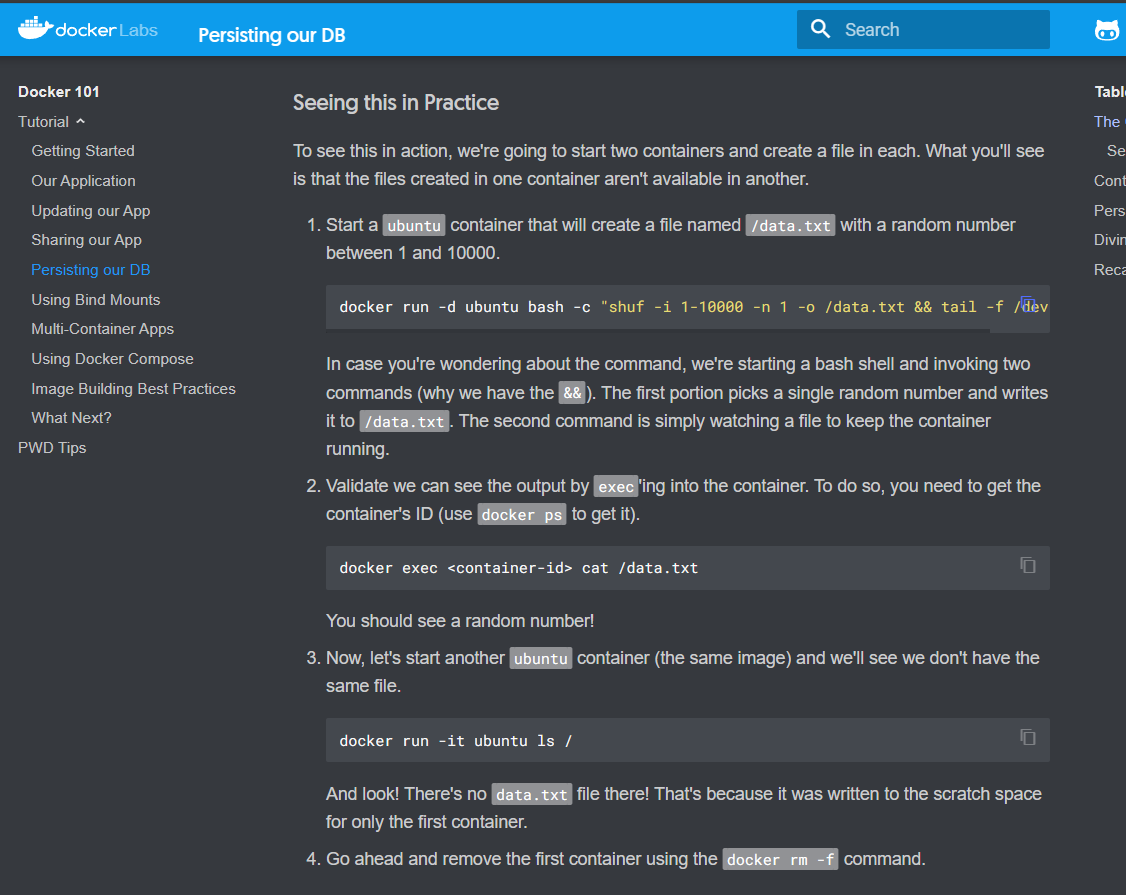 docker Labs
Persisting our DB
Search
Docker 101
Tutorial
Getting Started
Our Application
Updating our App
Sharing our App
Persisting our DB
Using Bind Mounts
Multi-Container Apps
Using Docker Compose
Image Building Best Practices
What Next?
PWD Tips
Seeing this in Practice
To see this in action, we're going to start two containers and create a file in each. What you'll see
is that the files created in one container aren't available in another.
1. Start a ubuntu container that will create a file named /data.txt with a random number
between 1 and 10000.
docker run -d ubuntu bash -c "shuf -i 1-10000 -n 1 -o /data.txt && tail -f /dev
In case you're wondering about the command, we're starting a bash shell and invoking two
commands (why we have the && ). The first portion picks a single random number and writes
it to /data.txt . The second command is simply watching a file to keep the container
running.
2. Validate we can see the output by exec 'ing into the container. To do so, you need to get the
container's ID (use docker ps to get it).
docker exec <container-id> cat /data.txt
You should see a random number!
3. Now, let's start another ubuntu container (the same image) and we'll see we don't have the
same file.
docker run -it ubuntu ls /
And look! There's no data.txt file there! That's because it was written to the scratch space
for only the first container.
4. Go ahead and remove the first container using the docker rm -f command.
Tabl
The
Se
Cont
Pers
Divin
Reca